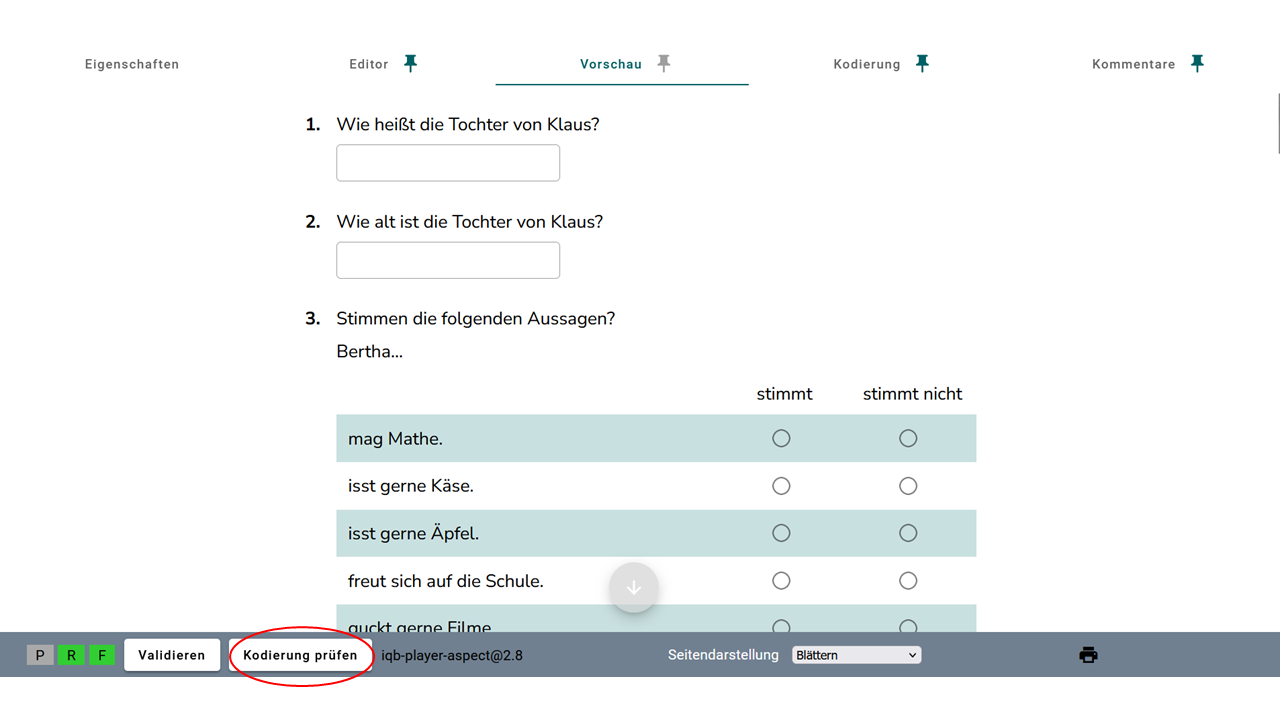 Eigenschaften Editor Vorschau Kodierung Kommentare
1. Wie heißt die Tochter von Klaus?
2. Wie alt ist die Tochter von Klaus?
3. Stimmen die folgenden Aussagen?
Bertha...
stimmt stimmt nicht
mag Mathe.
isst gerne Käse.
isst gerne Äpfel.
freut sich auf die Schule.
guckt gerne Filme
P R F Validieren Kodierung prüfen iqb-player-aspect@2.8 Seitendarstellung Blättern